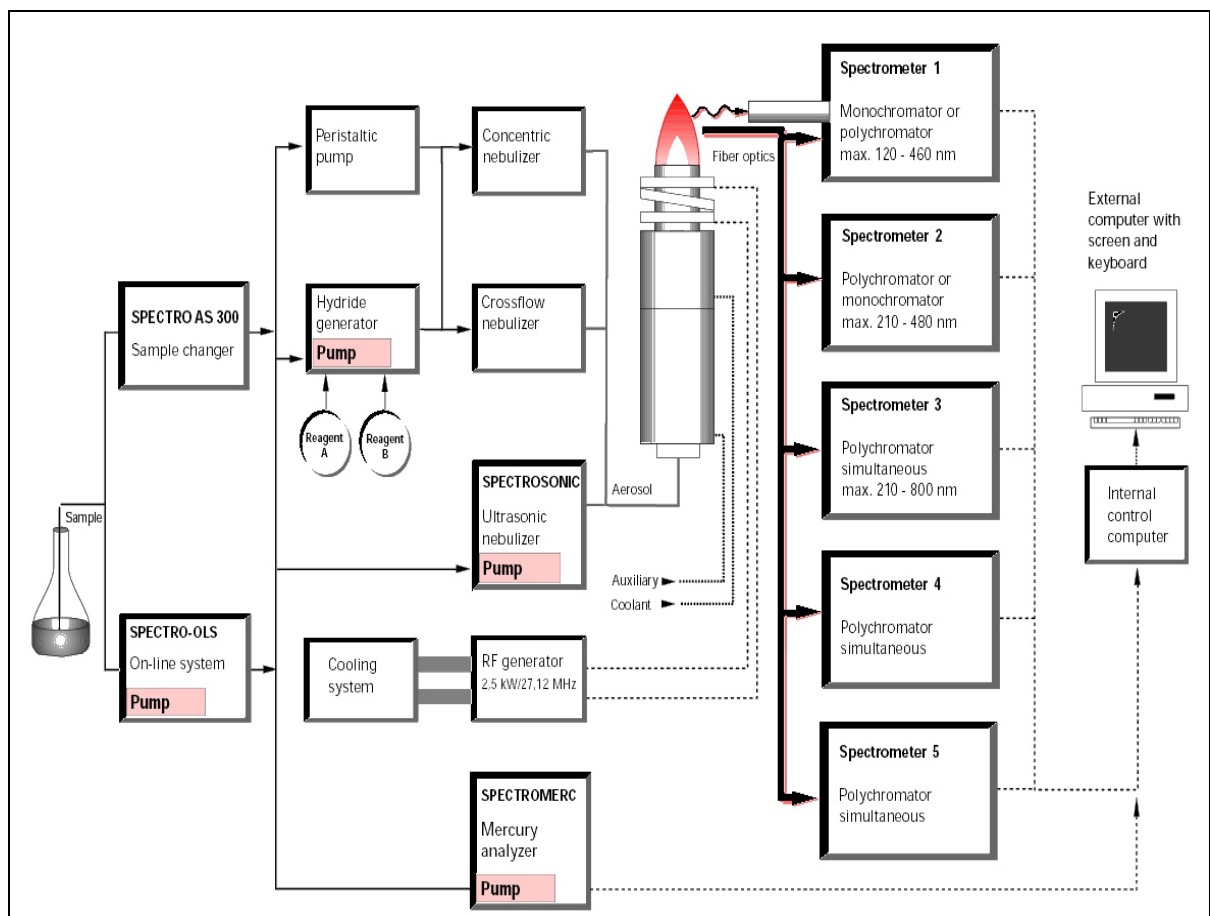 Spectrometer 1
Monochromator or
polychromator
max. 120 - 460 nm
Peristaltic
pump
Concentric
nebulizer
Fiber optics
External
computer with
screen and
keyboard
Spectrometer 2
Polychromator or
monochromator
max. 210 - 480 nm
SPECTRO AS 300
Sample changer
Hydride
generator
Pump
Crossflow
nebulizer
Reagent
A
Reagent
B
Spectrometer 3
Polychromator
simultaneous
max. 210 - 800 nm
SPECTROSONIC
Ultrasonic
nebulizer
Pump
Aerosol
Internal
control
computer
Sample
Auxiliary
Coolant
Spectrometer 4
Polychromator
simultaneous
SPECTRO-OLS
On-line system
Pump
Cooling
system
RF generator
2,5 kW/27,12 MHz
Spectrometer 5
Polychromator
simultaneous
SPECTROMERC
Mercury
analyzer
Pump